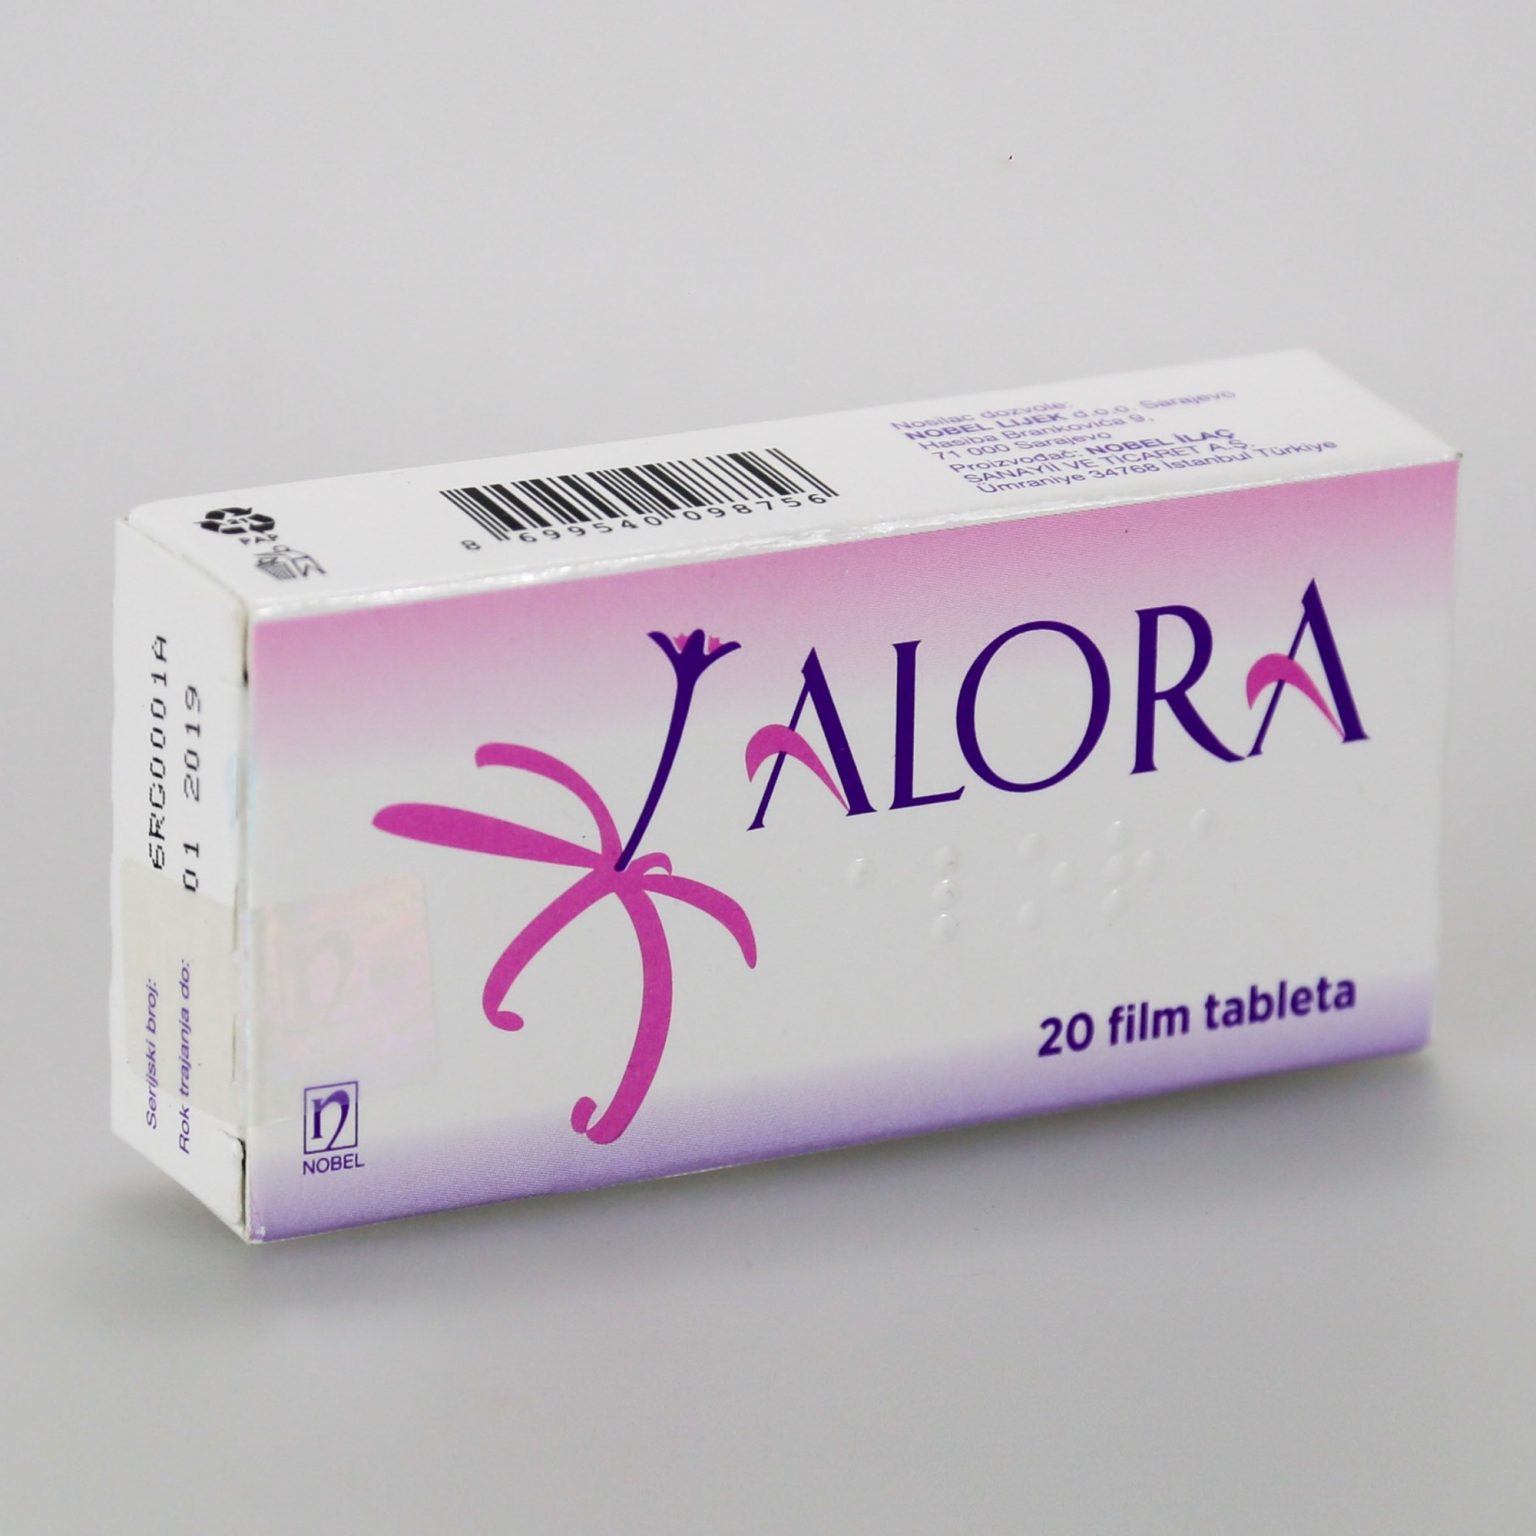 Nosilac dozvole:
NOBEL LIJEK d.o.o. Sarajevo
Hasiba Brankovića 9,
71 000 Sarajevo
Proizvođač: NOBEL İLAÇ
SANAYİİ VE TİCARET A.Ş.
Ümraniye 34768 İstanbul Türkiye
8 699540 098756
PAP
ALORA
20 film tableta
NOBEL
Serijski broj: 6RG0001A
Rok trajanja do: 01 2019